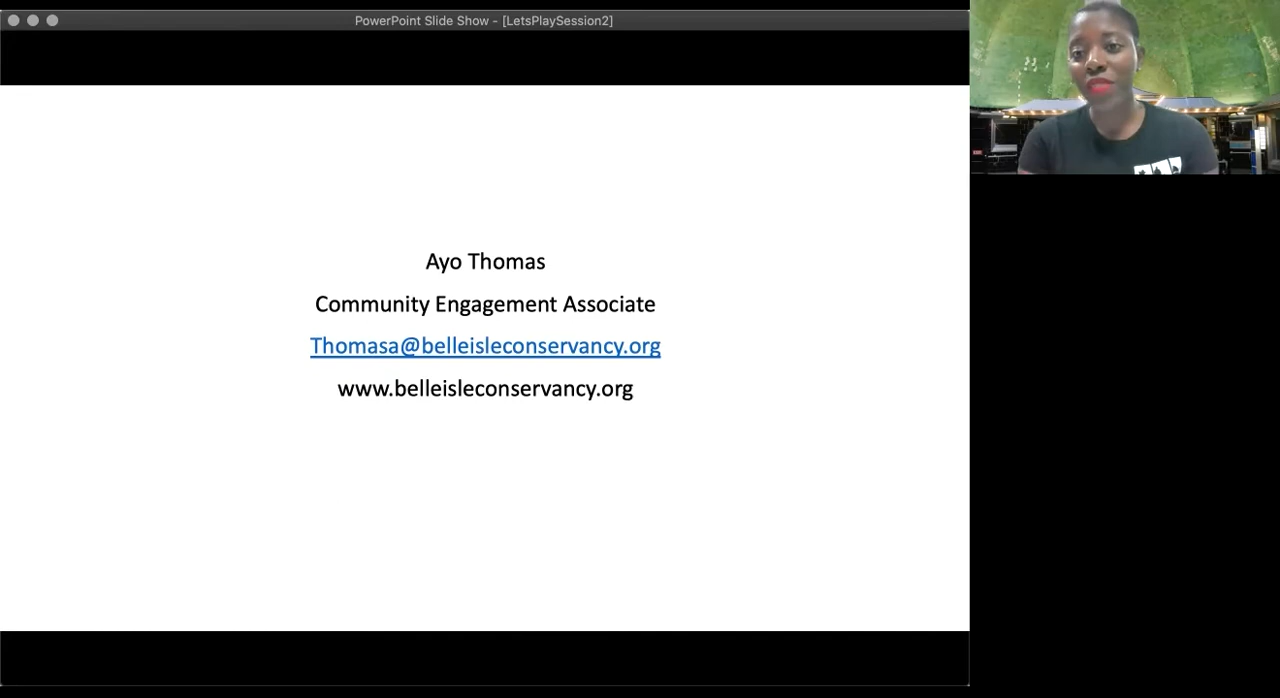 PowerPoint Slide Show - [LetsPlaySession2]
Ayo Thomas
Community Engagement Associate
Thomasa@belleisleconservancy.org
www.belleisleconservancy.org